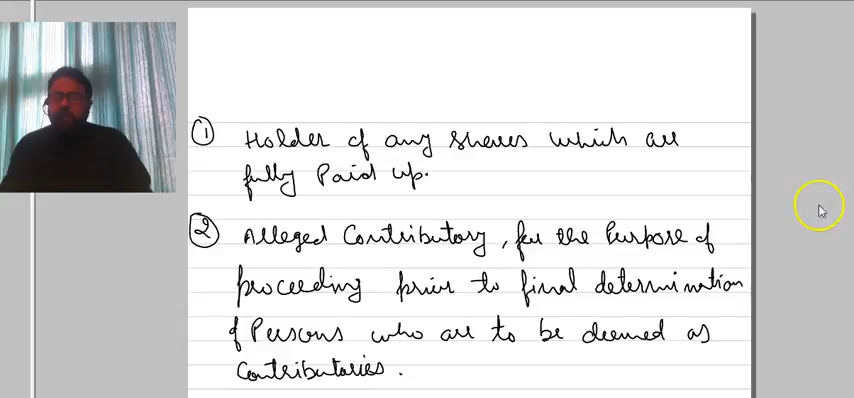 ① Holder of any shares which are
fully Paid up.
② Alleged Contributory, for the Purpose of
proceeding prior to final determination
of Persons who are to be deemed as
Contributories.